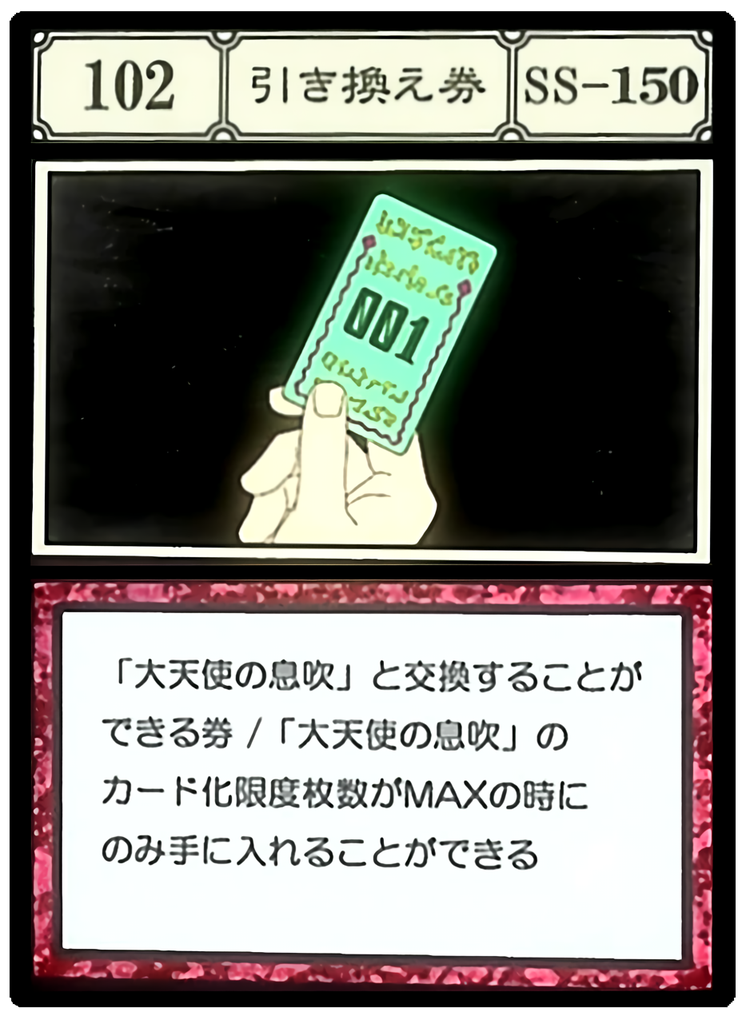 102
引き換え券
SS-150
001
「大天使の息吹」と交換することが
できる券 /「大天使の息吹」の
カード化限度枚数がMAXの時に
のみ手に入れることができる